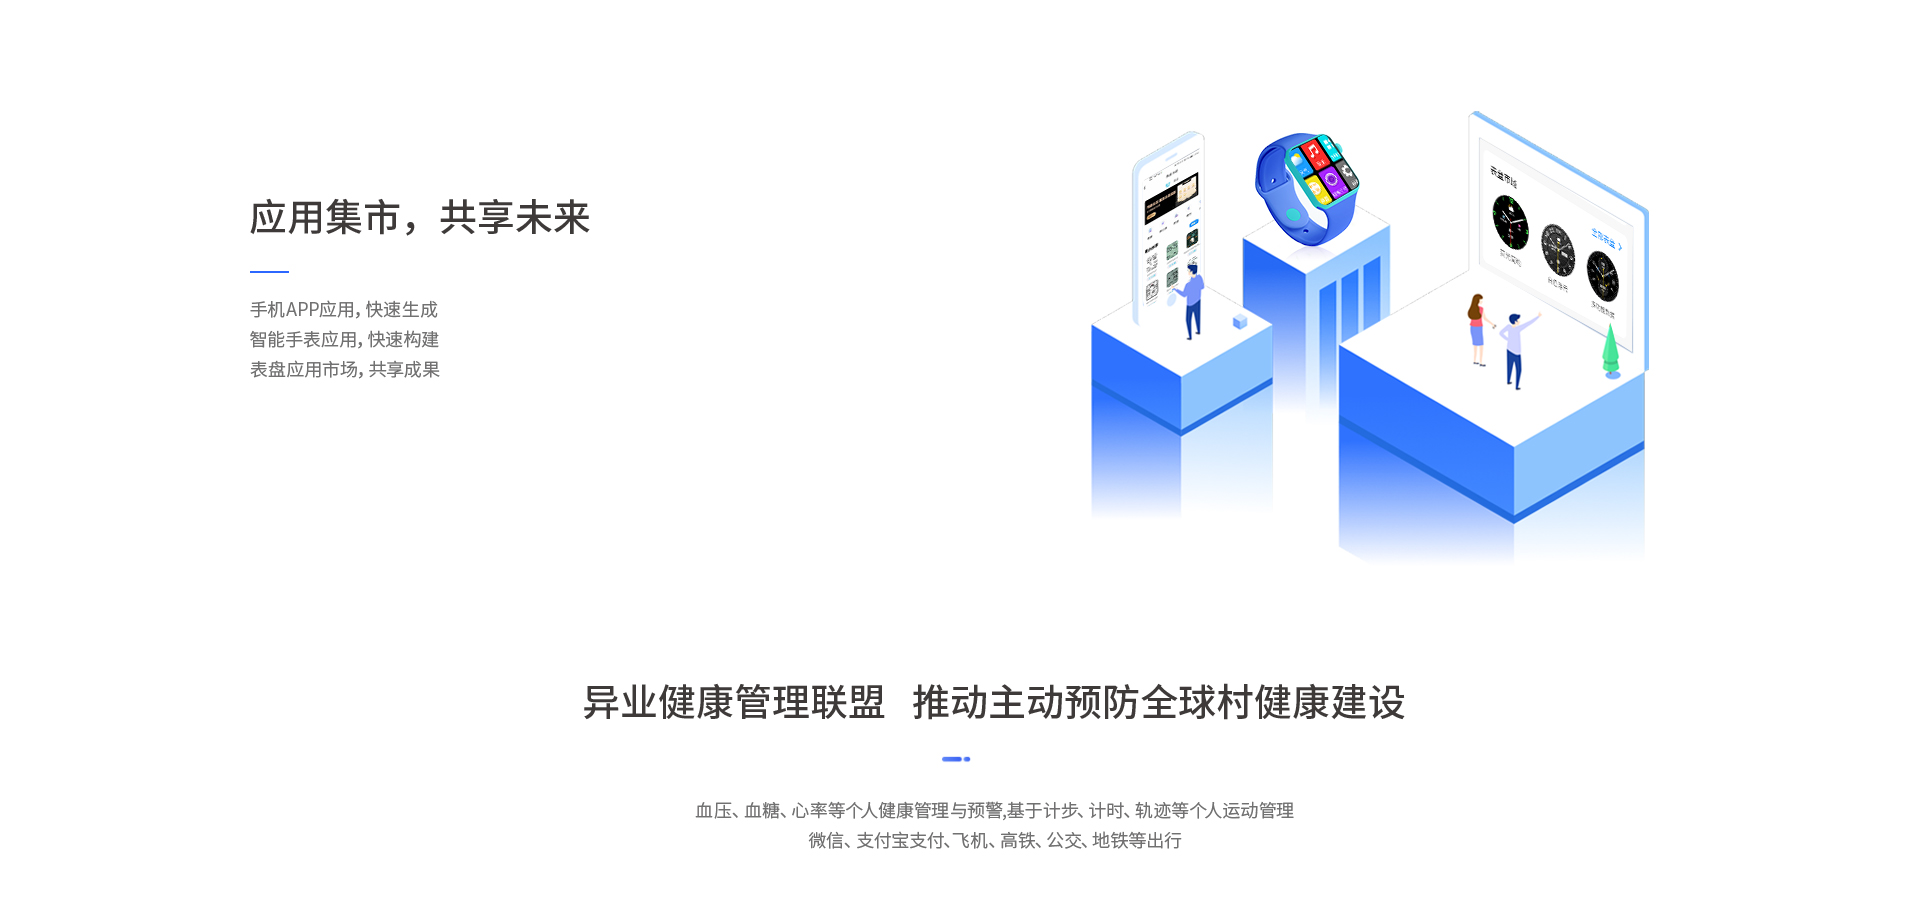 应用集市，共享未来
手机APP应用，快速生成
智能手表应用，快速构建
表盘应用市场，共享成果
表盘市场
全部表盘
异业健康管理联盟 推动主动预防全球村健康建设
血压、血糖、心率等个人健康管理与预警,基于计步、计时、轨迹等个人运动管理
微信、支付宝支付、飞机、高铁、公交、地铁等出行